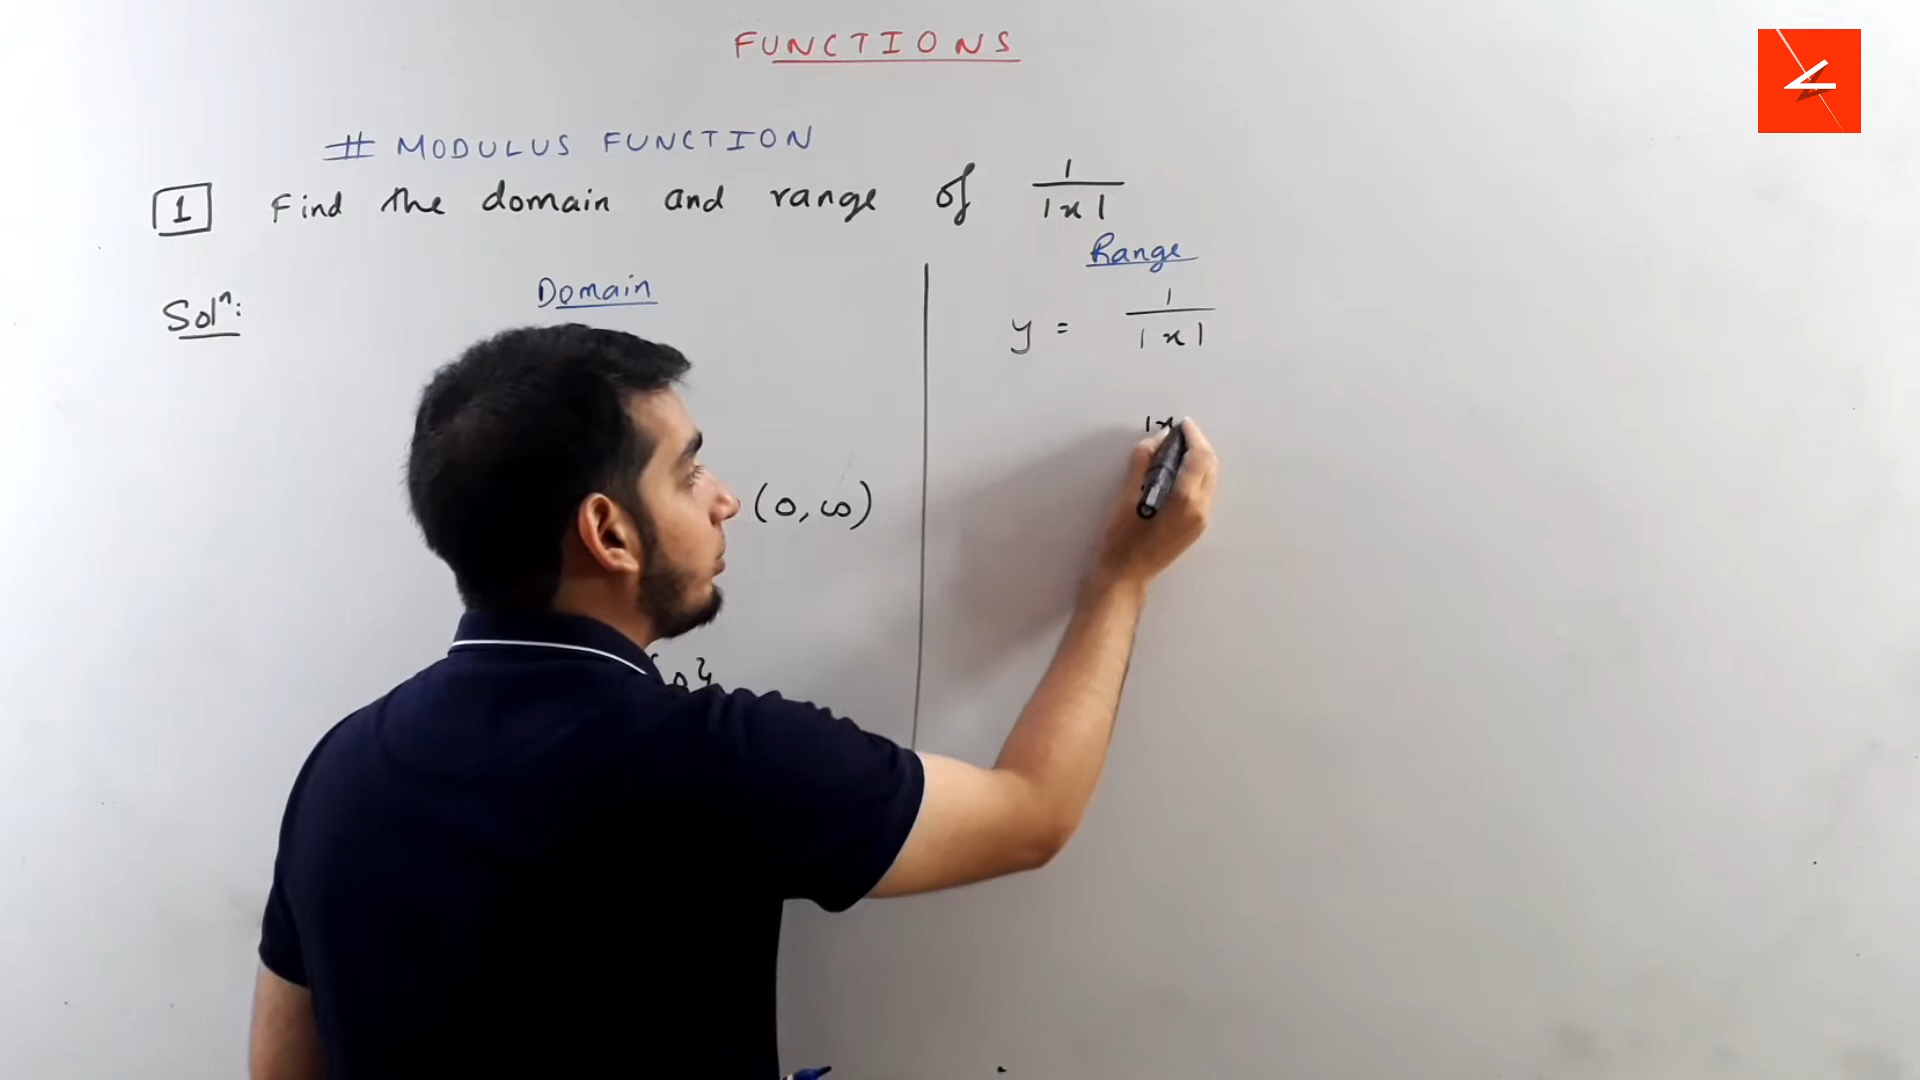 FUNCTIONS
# MODULUS FUNCTION
1 Find the domain and range of 1/|x|
Solⁿ:
Domain
(0, ∞)
Range
y = 1/|x|
|x